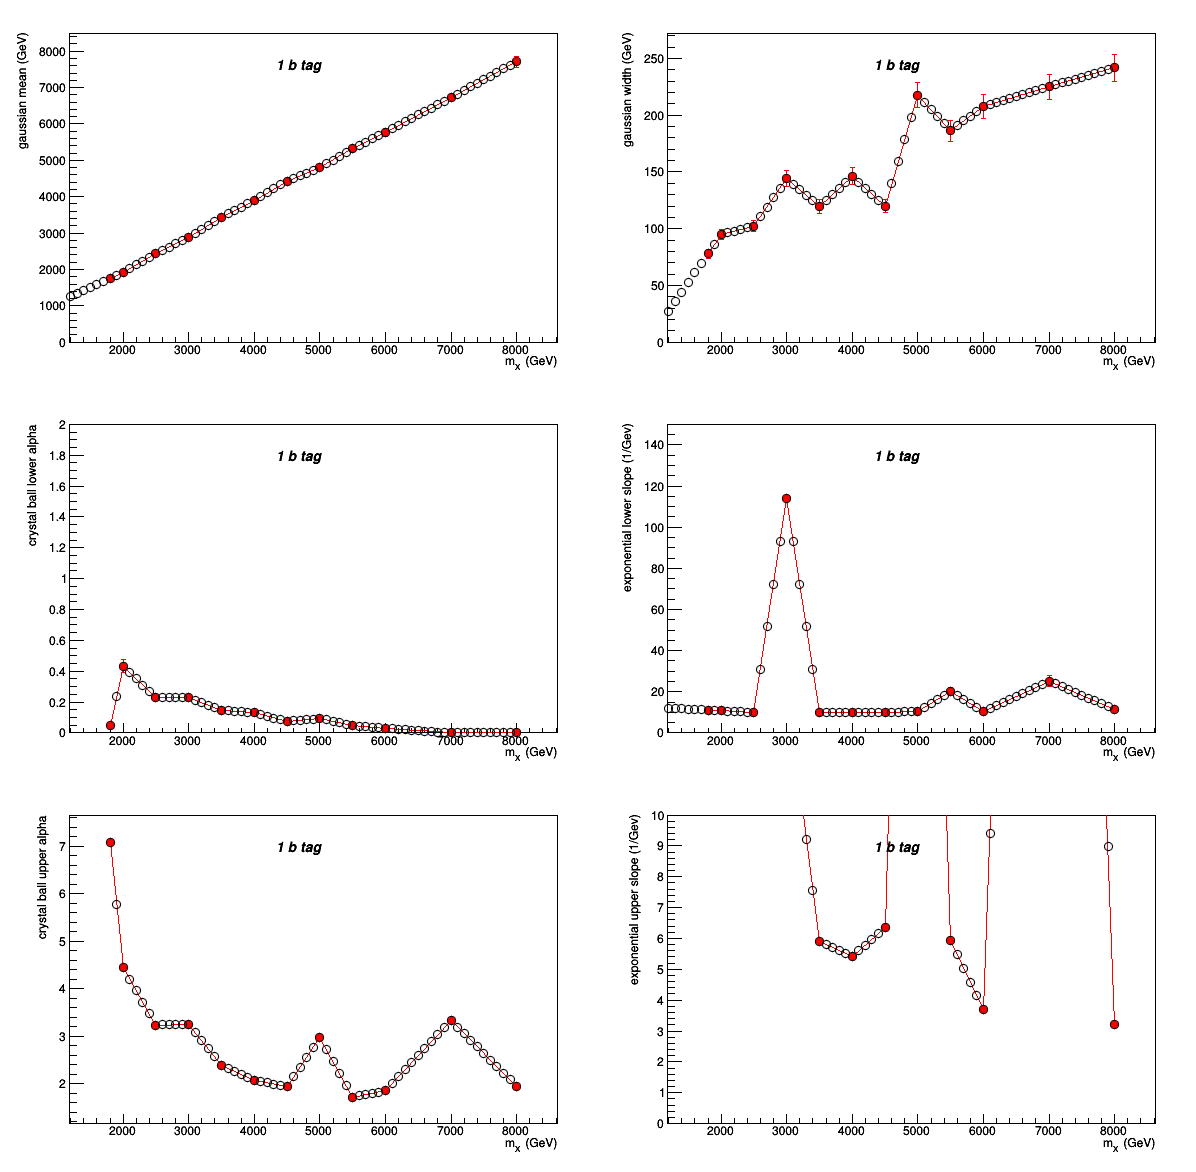 gaussian mean (GeV)
1 b tag
8000
7000
6000
5000
4000
3000
2000
1000
0
2000 3000 4000 5000 6000 7000 8000
mx (GeV)
gaussian width (GeV)
1 b tag
250
200
150
100
50
0
2000 3000 4000 5000 6000 7000 8000
mx (GeV)
crystal ball lower alpha
1 b tag
2
1.8
1.6
1.4
1.2
1
0.8
0.6
0.4
0.2
0
2000 3000 4000 5000 6000 7000 8000
mx (GeV)
exponential lower slope (1/Gev)
1 b tag
140
120
100
80
60
40
20
0
2000 3000 4000 5000 6000 7000 8000
mx (GeV)
crystal ball upper alpha
1 b tag
7
6
5
4
3
2
2000 3000 4000 5000 6000 7000 8000
mx (GeV)
exponential upper slope (1/Gev)
1 b tag
10
9
8
7
6
5
4
3
2
1
0
2000 3000 4000 5000 6000 7000 8000
mx (GeV)